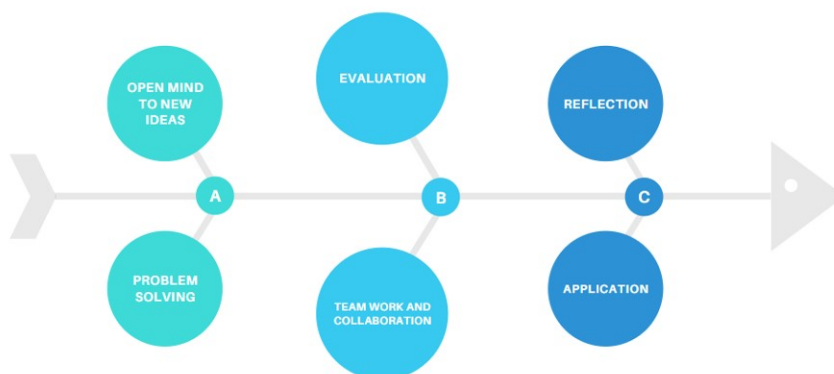 OPEN MIND
TO NEW
IDEAS
EVALUATION
REFLECTION
A
B
C
PROBLEM
SOLVING
TEAM WORK AND
COLLABORATION
APPLICATION